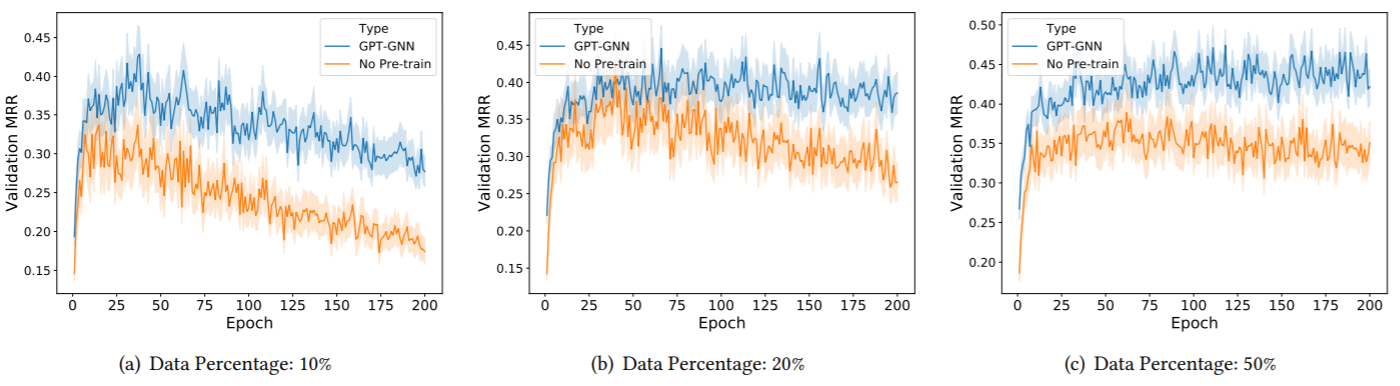 Validation MRR
0.45
0.40
0.35
0.30
0.25
0.20
0.15
Type
GPT-GNN
No Pre-train
0 25 50 75 100 125 150 175 200
Epoch
(a) Data Percentage: 10%
Validation MRR
0.45
0.40
0.35
0.30
0.25
0.20
0.15
Type
GPT-GNN
No Pre-train
0 25 50 75 100 125 150 175 200
Epoch
(b) Data Percentage: 20%
Validation MRR
0.50
0.45
0.40
0.35
0.30
0.25
0.20
Type
GPT-GNN
No Pre-train
0 25 50 75 100 125 150 175 200
Epoch
(c) Data Percentage: 50%